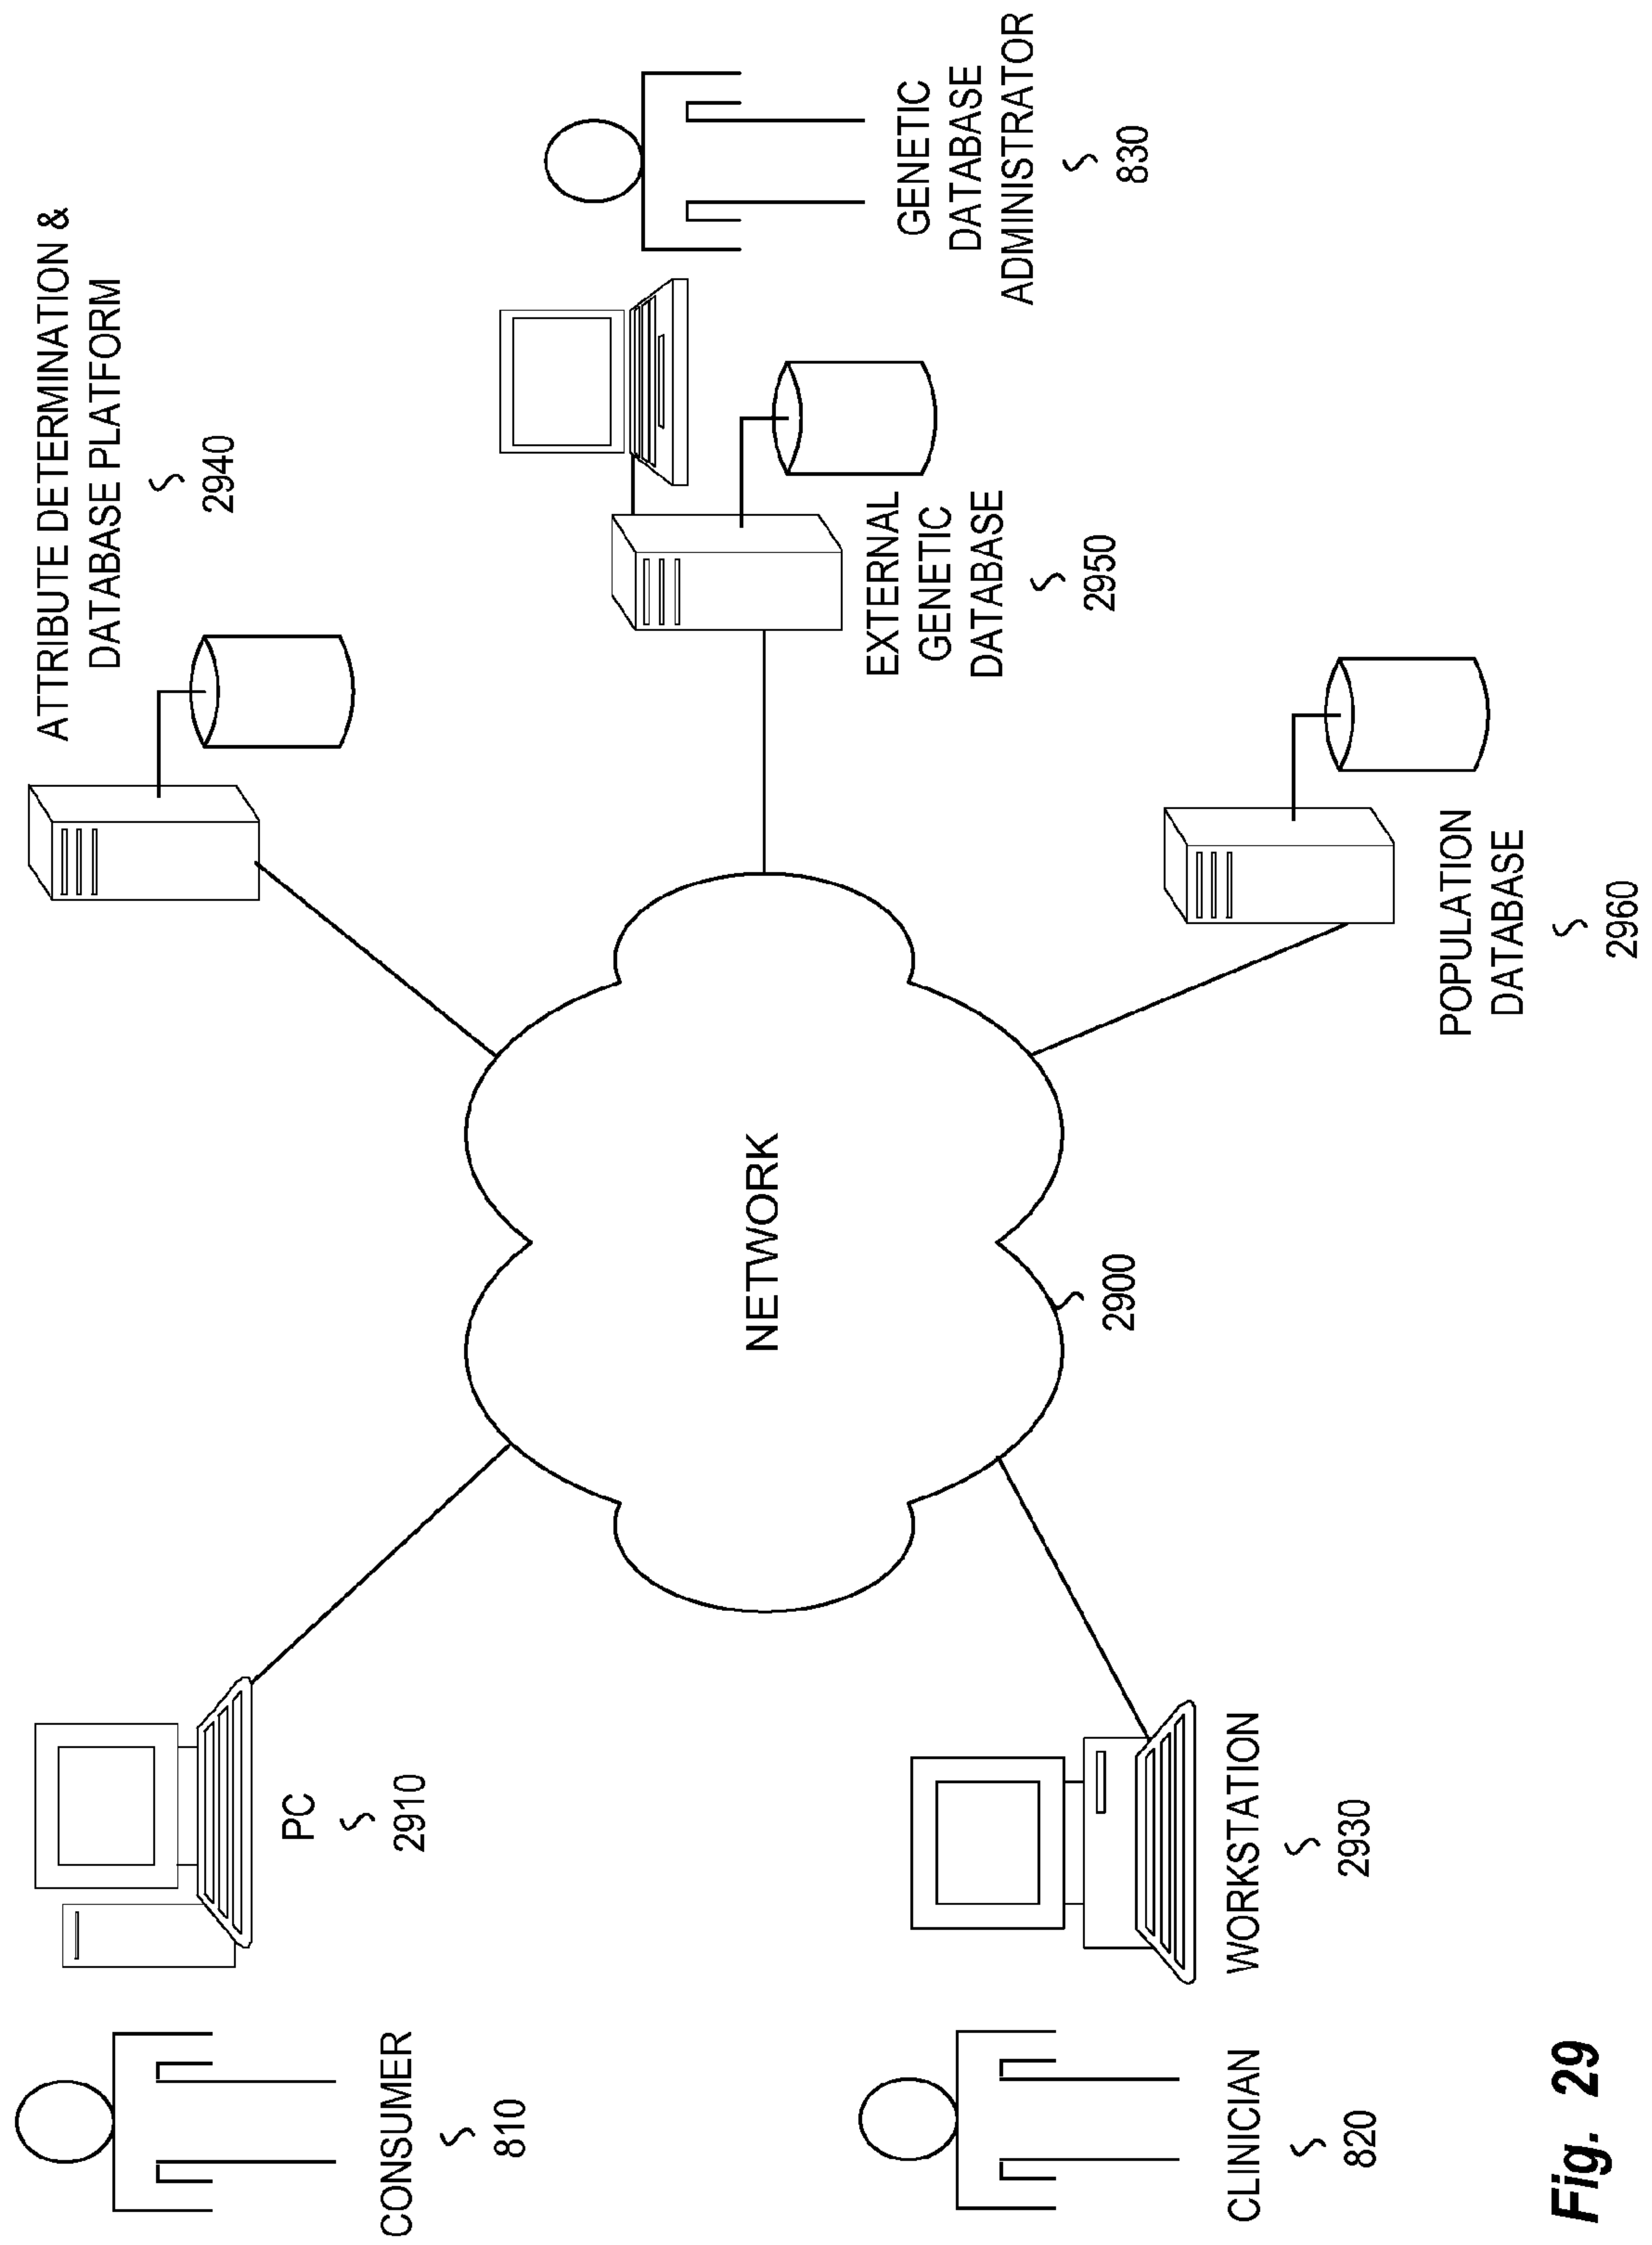 ATTRIBUTE DETERMINATION &
DATABASE PLATFORM
2940
PC
2910
CONSUMER
810
NETWORK
2900
EXTERNAL
GENETIC
DATABASE
2950
GENETIC
DATABASE
ADMINISTRATOR
830
CLINICIAN
820
WORKSTATION
2930
POPULATION
DATABASE
2960
Fig. 29